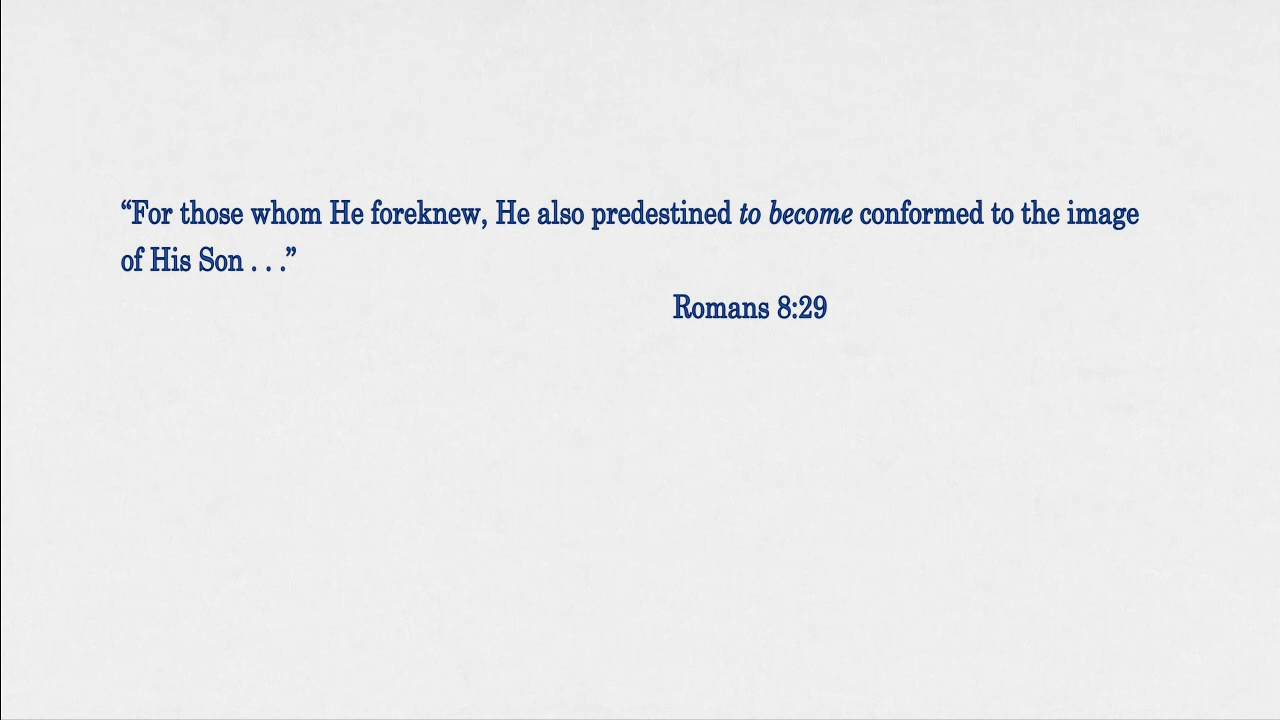 “For those whom He foreknew, He also predestined to become conformed to the image
of His Son . . .”
Romans 8:29